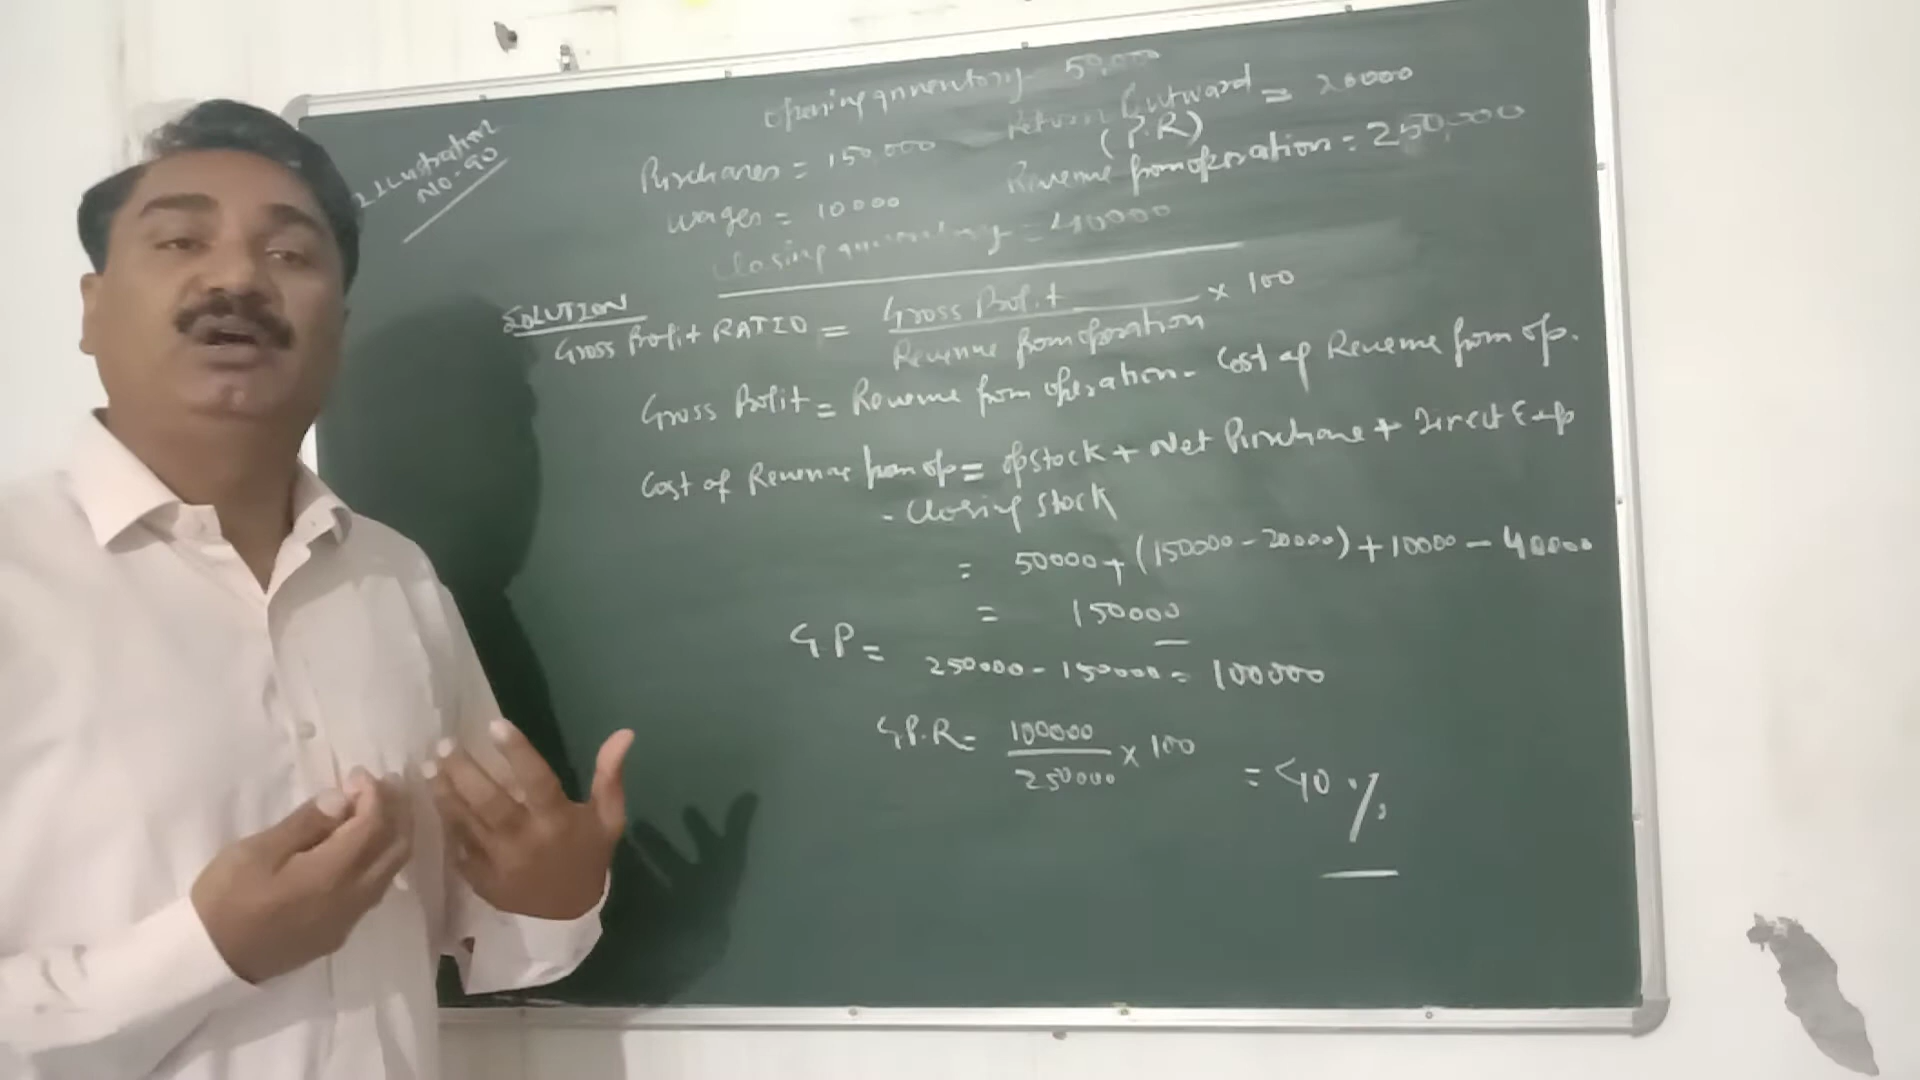 Illustration
No-90
Opening Inventory 50,000
Purchases = 150,000
Return Outward = 20000
(P.R)
Wages = 10000
Revenue from operation = 250,000
Closing Inventory = 40000
SOLUTION
Gross Profit RATIO = Gross Profit / Revenue from operation × 100
Gross Profit = Revenue from operation - Cost of Revenue from op.
Cost of Revenue from op = op stock + Net Purchase + Direct Exp
- Closing stock
= 50000 + (150000 - 20000) + 10000 - 40000
= 150000
G.P =
250000 - 150000 = 100000
G.P.R = 100000 / 250000 × 100 = 40 %